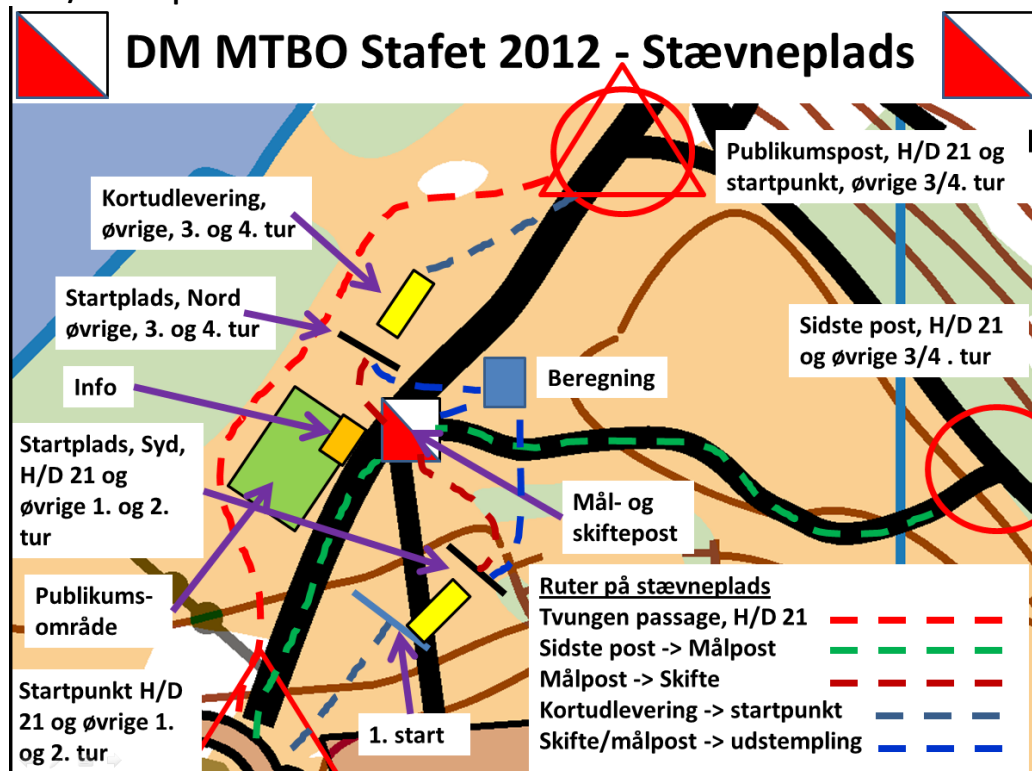 DM MTBO Stafet 2012 - Stævneplads
Publikumspost, H/D 21 og
startpunkt, øvrige 3/4. tur
Kortudlevering,
øvrige, 3. og 4. tur
Startplads, Nord
øvrige, 3. og 4. tur
Sidste post, H/D 21
og øvrige 3/4 . tur
Info
Beregning
Startplads, Syd,
H/D 21 og
øvrige 1. og 2.
tur
Mål- og
skiftepost
Publikums-
område
Startpunkt H/D
21 og øvrige 1.
og 2. tur
1. start
Ruter på stævneplads
Tvungen passage, H/D 21
Sidste post -> Målpost
Målpost -> Skifte
Kortudlevering -> startpunkt
Skifte/målpost -> udstempling